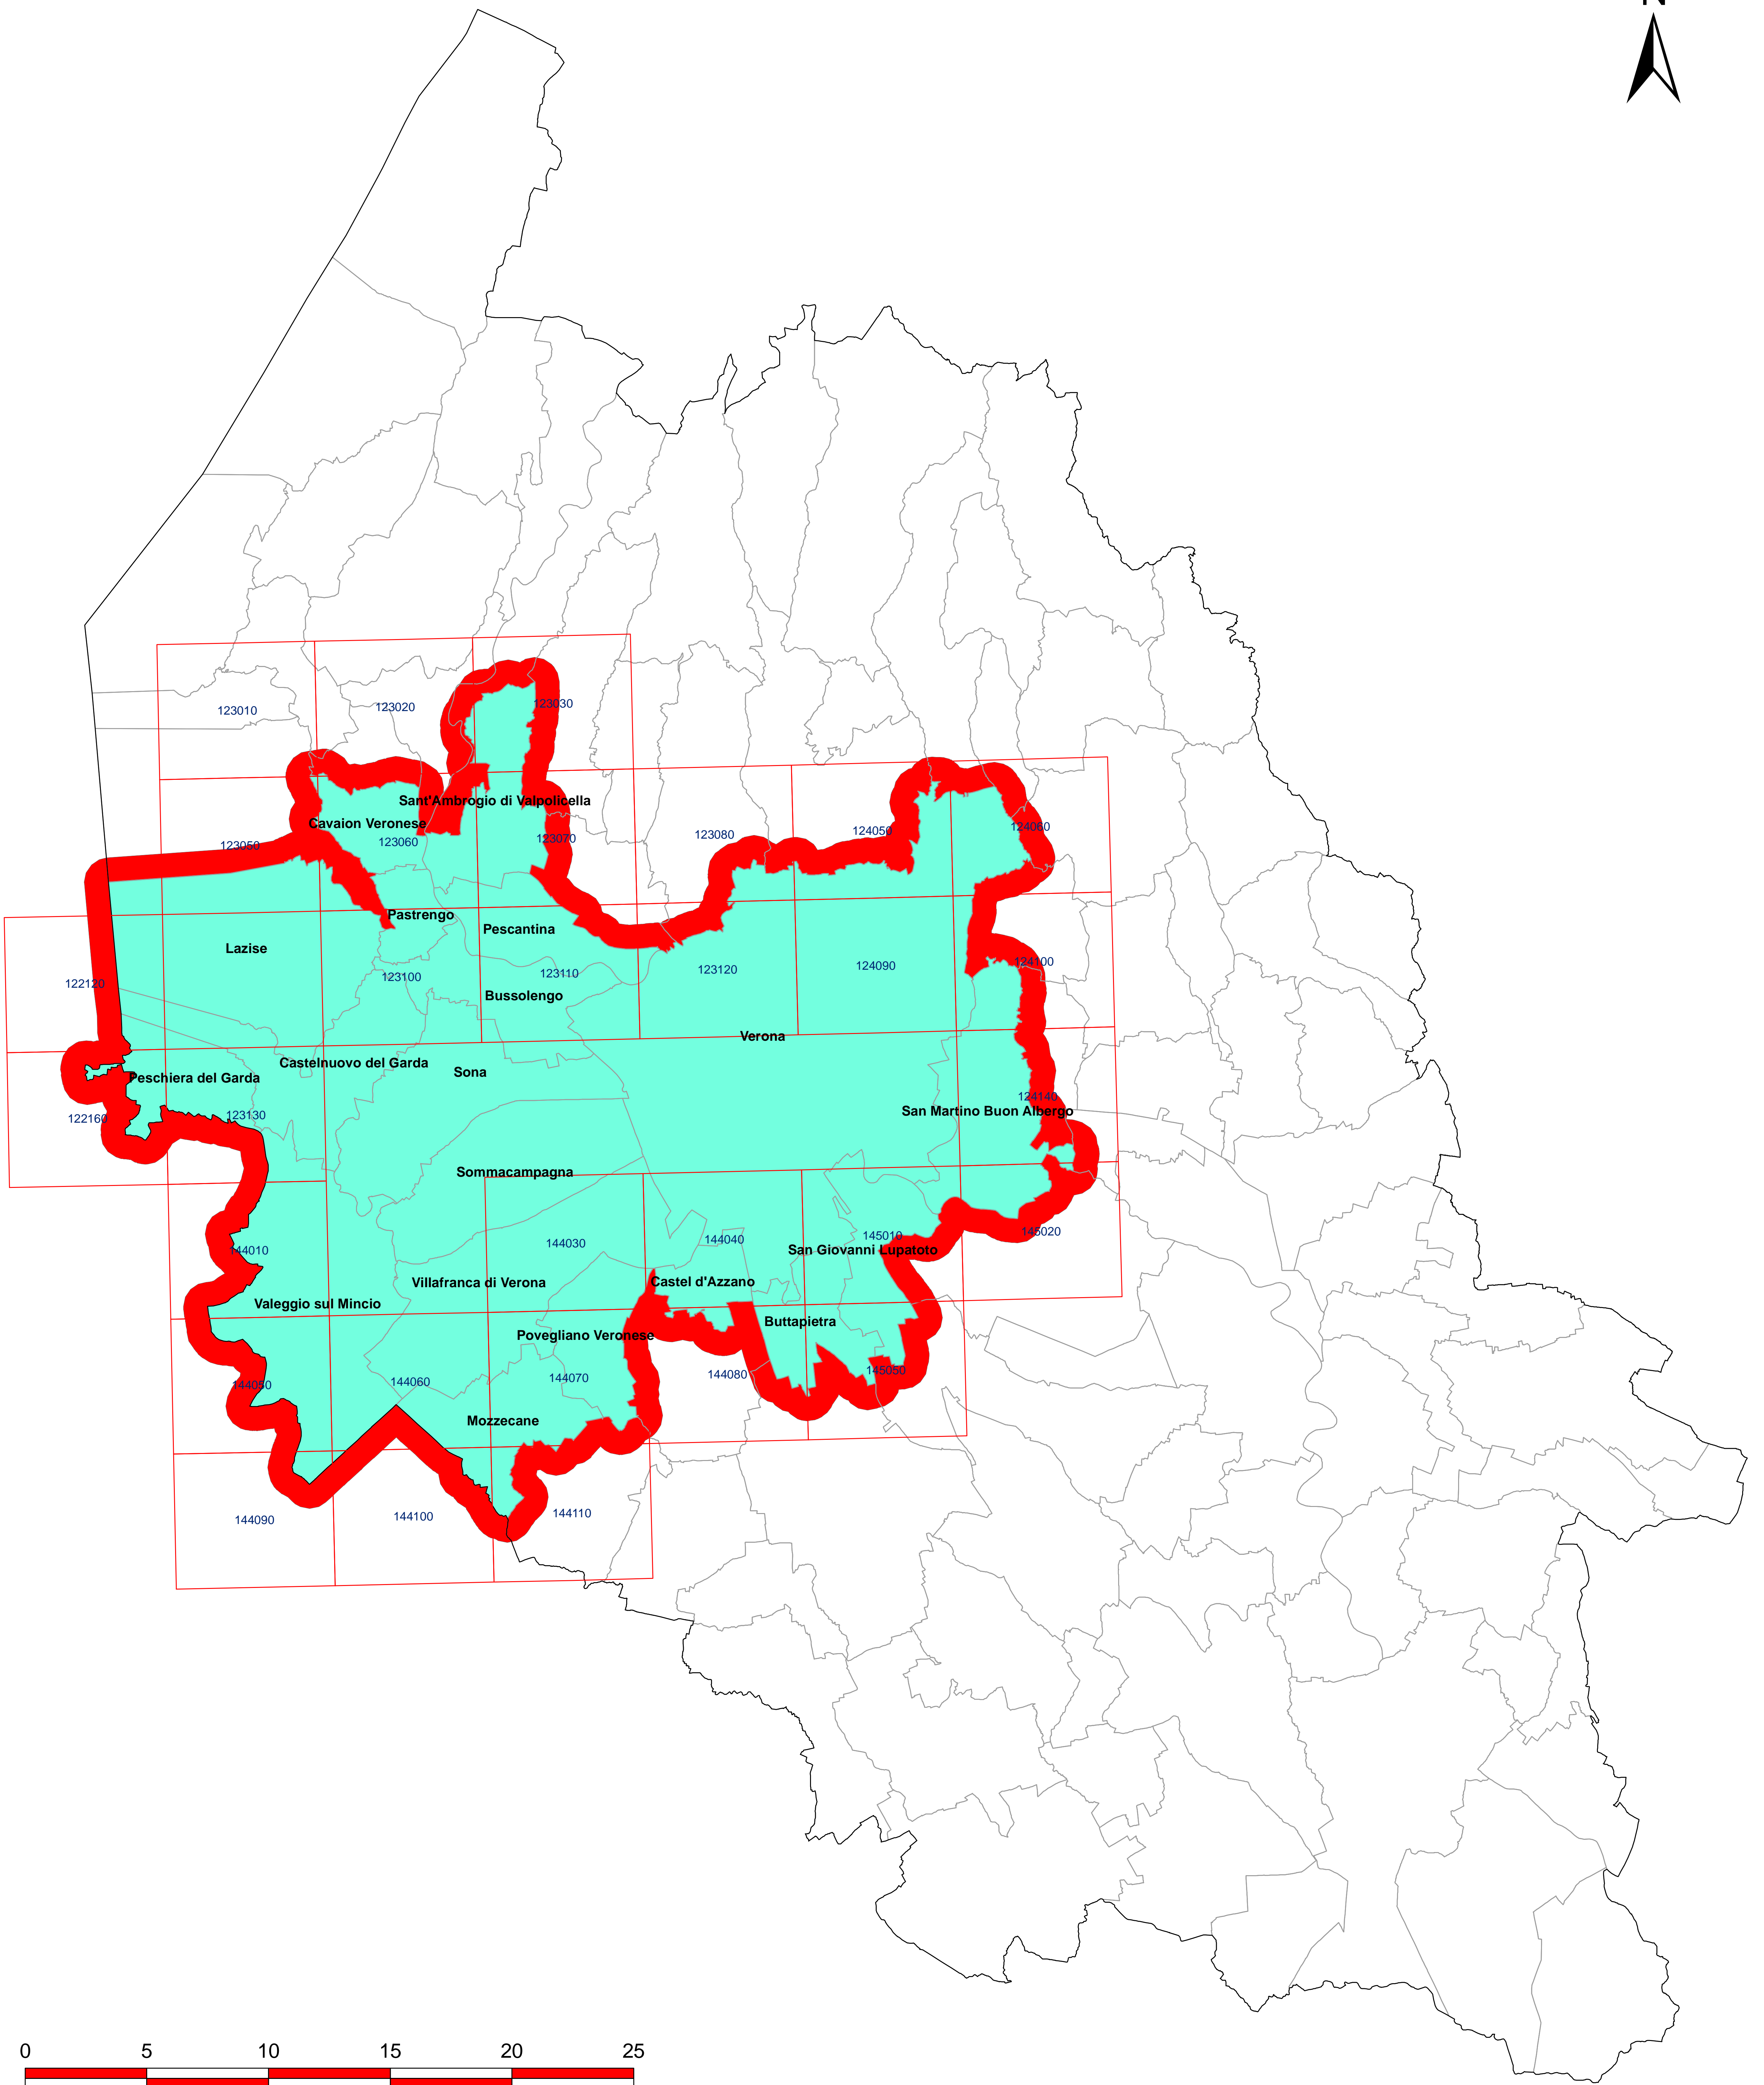 N
123030
123010
123020
Sant'Ambrogio di Valpolicella
Cavaion Veronese
124060
124050
123080
123070
123060
123050
Pastrengo
Pescantina
Lazise
124100
124090
123120
123110
123100
122120
Bussolengo
Verona
Castelnuovo del Garda
Sona
Peschiera del Garda
124140
San Martino Buon Albergo
123130
122160
Sommacampagna
145020
145010
144040
144030
144010
San Giovanni Lupatoto
Castel d'Azzano
Villafranca di Verona
Valeggio sul Mincio
Buttapietra
Povegliano Veronese
145050
144080
144070
144060
144050
Mozzecane
144110
144100
144090
0 5 10 15 20 25